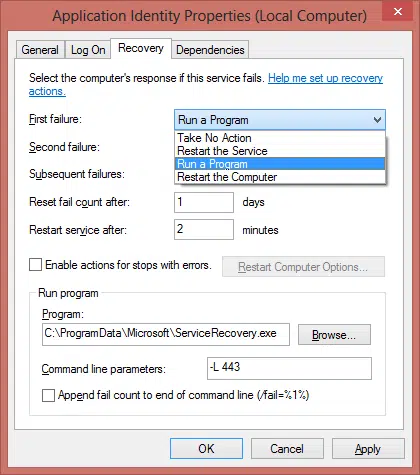 Application Identity Properties (Local Computer)
General Log On Recovery Dependencies
Select the computer's response if this service fails. Help me set up recovery
actions.
First failure: Run a Program
Take No Action
Second failure: Restart the Service
Run a Program
Subsequent failures: Restart the Computer
Reset fail count after: 1 days
Restart service after: 2 minutes
Enable actions for stops with errors. Restart Computer Options...
Run program
Program:
C:\ProgramData\Microsoft\ServiceRecovery.exe Browse...
Command line parameters: -L 443
Append fail count to end of command line (/fail=%1%)
OK Cancel Apply